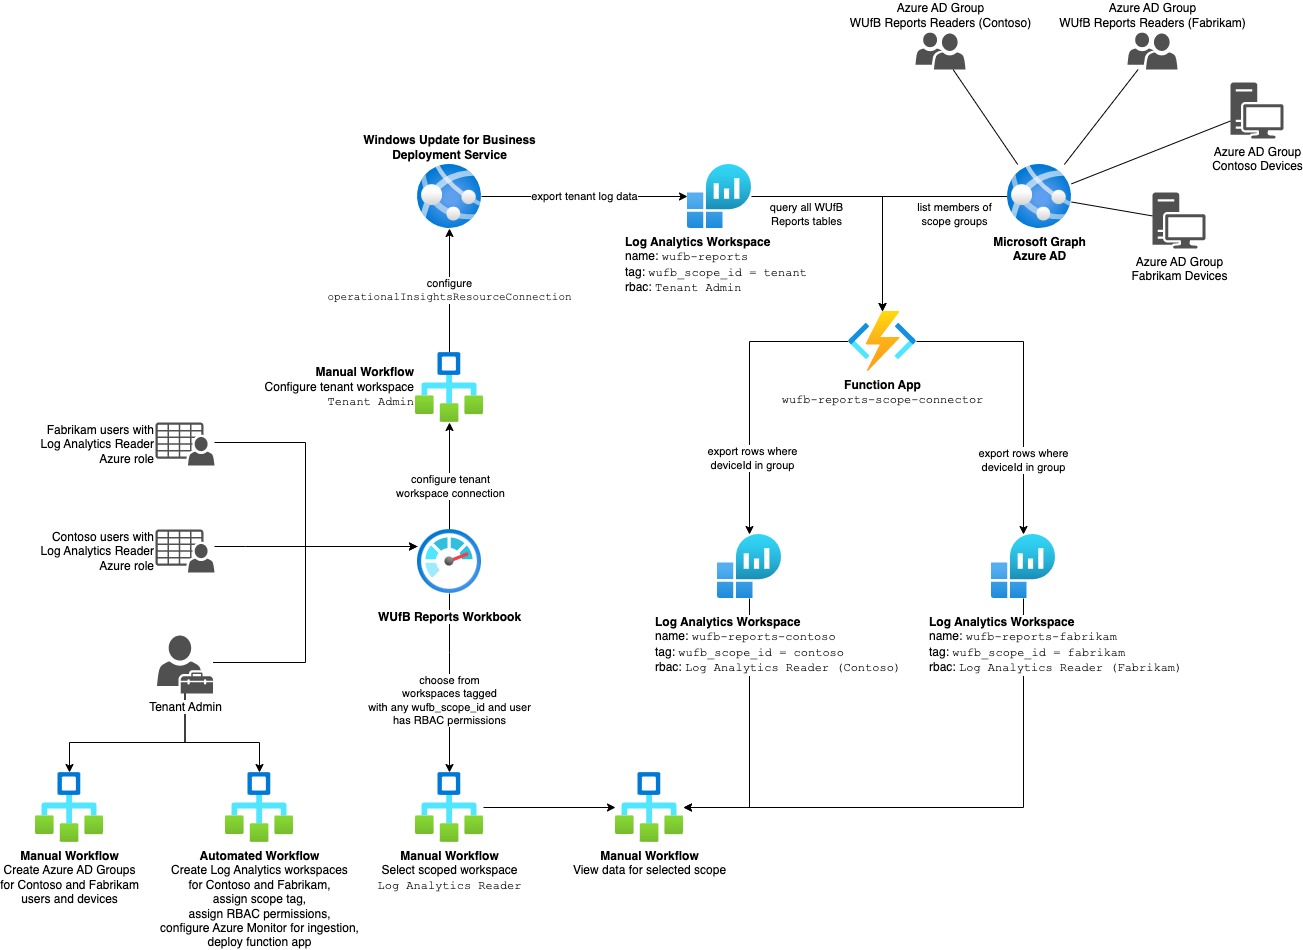 Azure AD Group
WUfB Reports Readers (Contoso)
Azure AD Group
WUfB Reports Readers (Fabrikam)
Azure AD Group
Contoso Devices
Azure AD Group
Fabrikam Devices
Windows Update for Business
Deployment Service
export tenant log data
query all WUfB
Reports tables
list members of
scope groups
Log Analytics Workspace
name: wufb-reports
tag: wufb_scope_id = tenant
rbac: Tenant Admin
Microsoft Graph
Azure AD
configure
operationalInsightsResourceConnection
Manual Workflow
Configure tenant workspace
Tenant Admin
Function App
wufb-reports-scope-connector
Fabrikam users with
Log Analytics Reader
Azure role
configure tenant
workspace connection
export rows where
deviceId in group
export rows where
deviceId in group
Contoso users with
Log Analytics Reader
Azure role
WUfB Reports Workbook
Log Analytics Workspace
name: wufb-reports-contoso
tag: wufb_scope_id = contoso
rbac: Log Analytics Reader (Contoso)
Log Analytics Workspace
name: wufb-reports-fabrikam
tag: wufb_scope_id = fabrikam
rbac: Log Analytics Reader (Fabrikam)
choose from
workspaces tagged
with any wufb_scope_id and user
has RBAC permissions
Tenant Admin
Manual Workflow
Create Azure AD Groups
for Contoso and Fabrikam
users and devices
Automated Workflow
Create Log Analytics workspaces
for Contoso and Fabrikam,
assign scope tag,
assign RBAC permissions,
configure Azure Monitor for ingestion,
deploy function app
Manual Workflow
Select scoped workspace
Log Analytics Reader
Manual Workflow
View data for selected scope